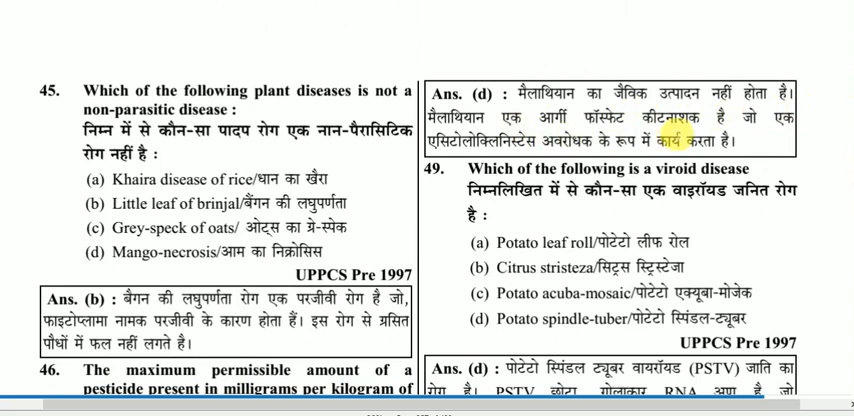 45. Which of the following plant diseases is not a
non-parasitic disease :
निम्न में से कौन-सा पादप रोग एक नान-पैरासिटिक
रोग नहीं है :
(a) Khaira disease of rice/धान का खैरा
(b) Little leaf of brinjal/बैंगन की लघुपर्णता
(c) Grey-speck of oats/ ओट्स का ग्रे-स्पेक
(d) Mango-necrosis/आम का निक्रोसिस
UPPCS Pre 1997
Ans. (b) : बैगन की लघुपर्णता रोग एक परजीवी रोग है जो,
फाइटोप्लामा नामक परजीवी के कारण होता हैं। इस रोग से ग्रसित
पौधों में फल नहीं लगते है।
46. The maximum permissible amount of a
pesticide present in milligrams per kilogram of
Ans. (d) : मैलाथियान का जैविक उत्पादन नहीं होता है।
मैलाथियान एक आर्गी फॉस्फेट कीटनाशक है जो एक
एसिटोलोक्लिनिस्टेस अवरोधक के रूप में कार्य करता है।
49. Which of the following is a viroid disease
निम्नलिखित में से कौन-सा एक वाइरॉयड जनित रोग
है :
(a) Potato leaf roll/पोटेटो लीफ रोल
(b) Citrus stristeza/सिट्रस स्ट्रिस्टेजा
(c) Potato acuba-mosaic/पोटेटो एक्यूबा-मोजेक
(d) Potato spindle-tuber/पोटेटो स्पिंडल-ट्यूबर
UPPCS Pre 1997
Ans. (d) : पोटेटो स्पिंडल ट्यूबर वायरॉयड (PSTV) जाति का
रोग है। PSTV छोटा गोलाकार RNA अणु है जो